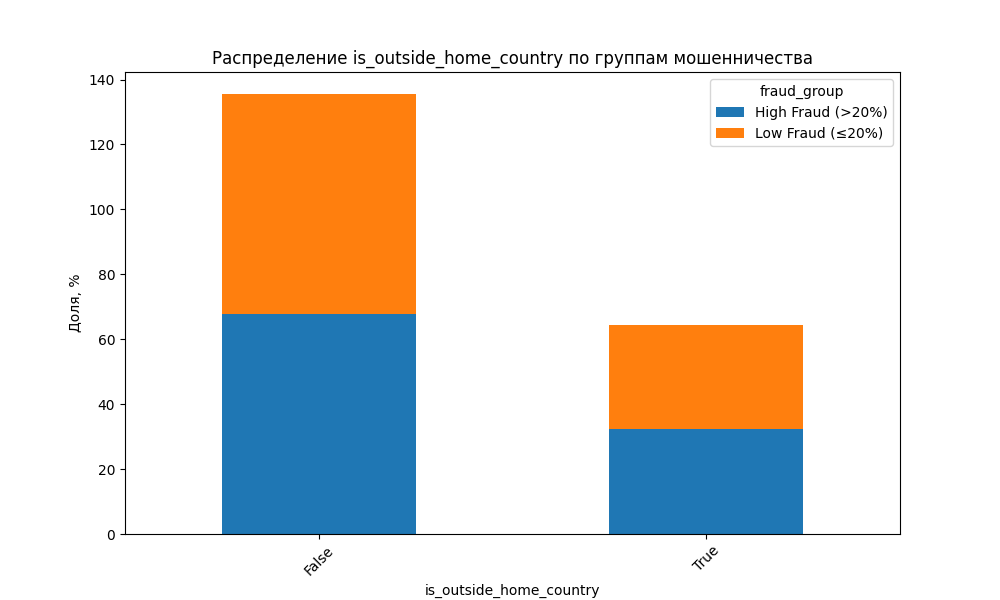 Распределение is_outside_home_country по группам мошенничества
fraud_group
High Fraud (>20%)
Low Fraud (≤20%)
Доля, %
140
120
100
80
60
40
20
0
False
True
is_outside_home_country